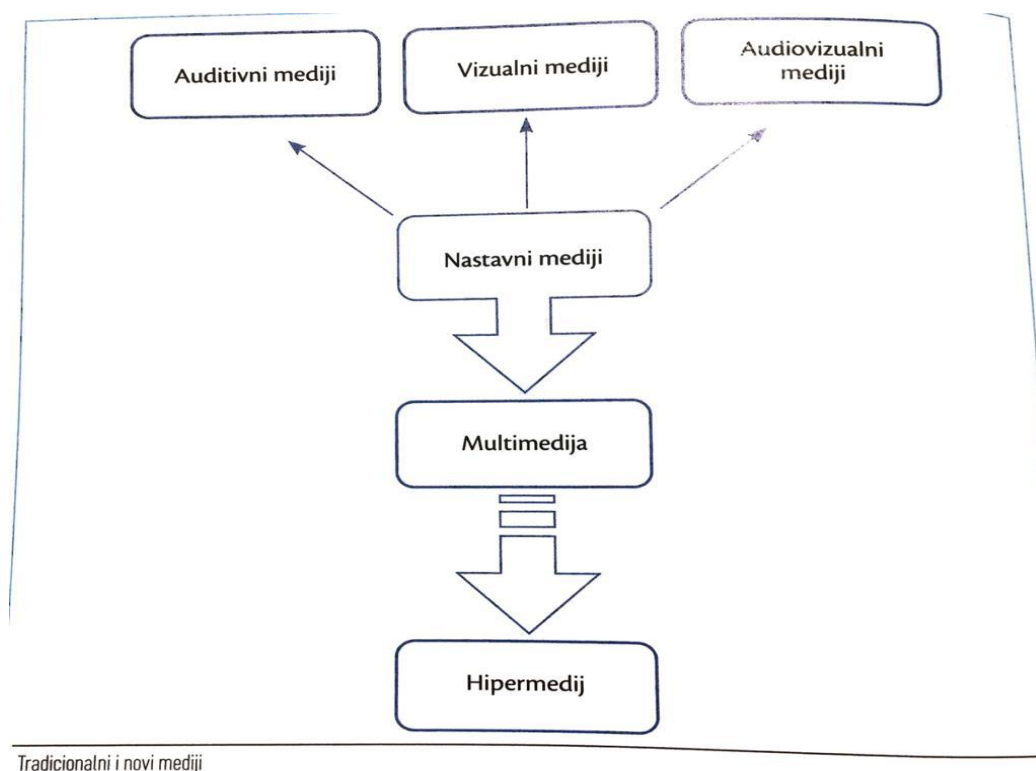 Auditivni mediji
Vizualni mediji
Audiovizualni
mediji
Nastavni mediji
Multimedija
Hipermedij
Tradicionalni i novi mediji